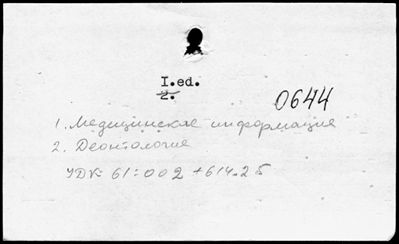 I.ed.
2.
0644
1. Медицинская информация
2. Деонтология
УДК 61:002 + 614.25